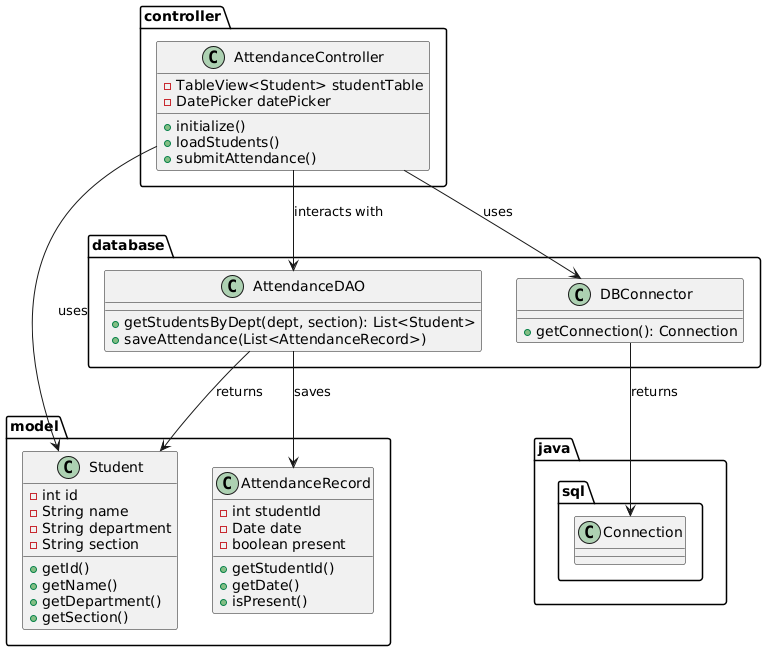 controller
C AttendanceController
TableView<Student> studentTable
DatePicker datePicker
initialize()
loadStudents()
submitAttendance()
interacts with
uses
database
C AttendanceDAO
getStudentsByDept(dept, section): List<Student>
saveAttendance(List<AttendanceRecord>)
C DBConnector
getConnection(): Connection
uses
returns
saves
returns
model
C Student
int id
String name
String department
String section
getId()
getName()
getDepartment()
getSection()
C AttendanceRecord
int studentId
Date date
boolean present
getStudentId()
getDate()
isPresent()
java
sql
C Connection